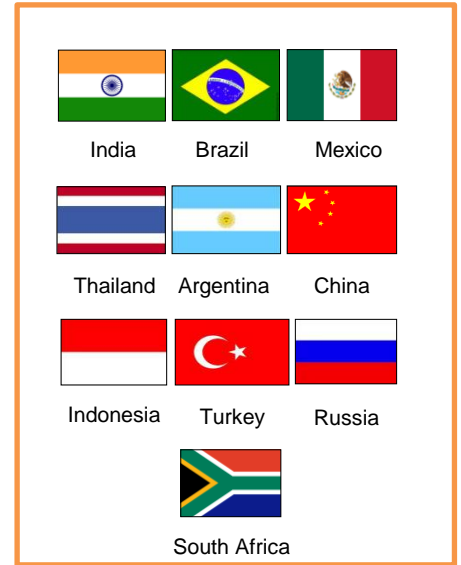 India Brazil Mexico
Thailand Argentina China
Indonesia Turkey Russia
South Africa